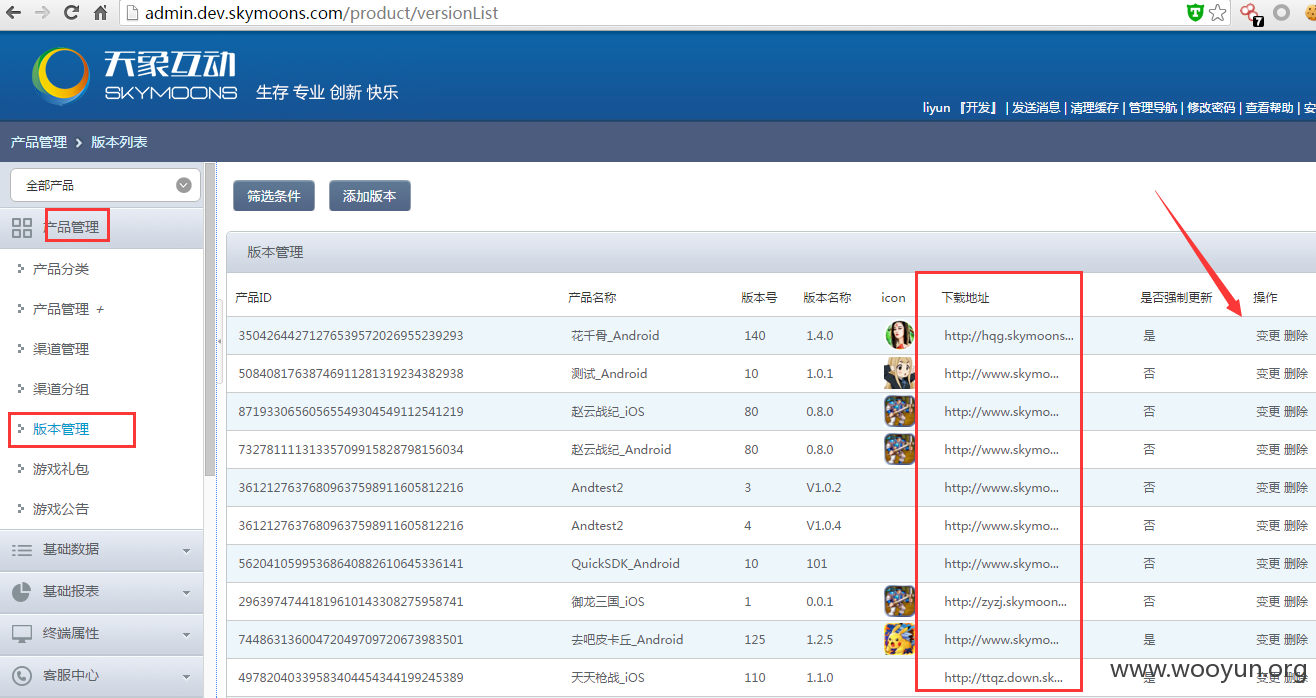 admin.dev.skymoons.com/product/versionList
7
天象互动
SKYMOONS
生存 专业 创新 快乐
liyun 『开发』 | 发送消息 | 清理缓存 | 管理导航 | 修改密码 | 查看帮助 | 安
产品管理 > 版本列表
全部产品
产品管理
产品分类
产品管理 +
渠道管理
渠道分组
版本管理
游戏礼包
游戏公告
基础数据
基础报表
终端属性
客服中心
筛选条件 添加版本
版本管理
产品ID 产品名称 版本号 版本名称 icon 下载地址 是否强制更新 操作
350426442712765395720269552392​93 花千骨_Android 140 1.4.0 http://hqg.skymoons... 是 变更 删除
50840817638746911281319234382938 测试_Android 10 1.0.1 http://www.skymo... 否 变更 删除
87193306560565549304549112541219 赵云战纪_iOS 80 0.8.0 http://www.skymo... 否 变更 删除
73278111131335709915828798156034 赵云战纪_Android 80 0.8.0 http://www.skymo... 否 变更 删除
36121276376809637598911605812216 Andtest2 3 V1.0.2 http://www.skymo... 否 变更 删除
36121276376809637598911605812216 Andtest2 4 V1.0.4 http://www.skymo... 否 变更 删除
56204105995368640882610645336141 QuickSDK_Android 10 101 http://www.skymo... 否 变更 删除
29639747441819610143308275958741 御龙三国_iOS 1 0.0.1 http://zyzj.skymoon... 否 变更 删除
74486313600472049709720673983501 去吧皮卡丘_Android 125 1.2.5 http://www.skymo... 是 变更 删除
49782040339583404454344199245389 天天枪战_iOS 110 1.1.0 http://ttqz.down.sk... 是 变更 删除
www.wooyun.org